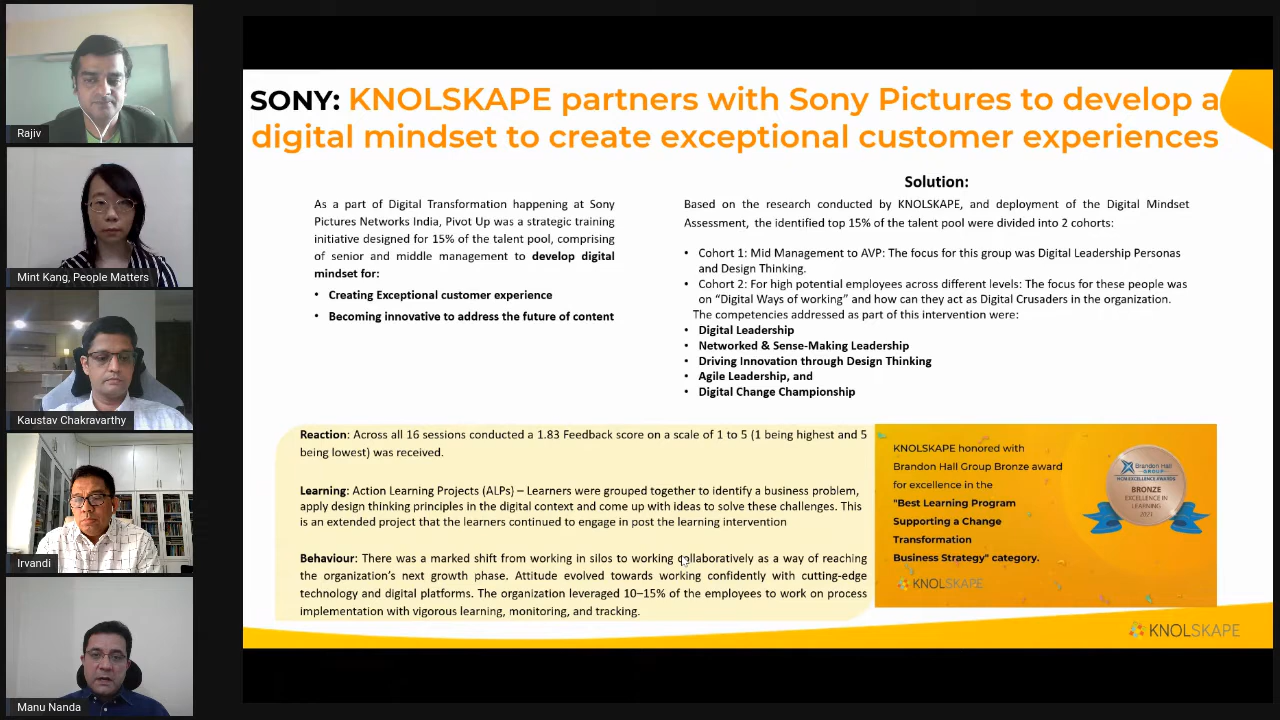 Rajiv
Mint Kang, People Matters
Kaustav Chakravarthy
Irvandi
Manu Nanda
SONY: KNOLSKAPE partners with Sony Pictures to develop a
digital mindset to create exceptional customer experiences
As a part of Digital Transformation happening at Sony
Pictures Networks India, Pivot Up was a strategic training
initiative designed for 15% of the talent pool, comprising
of senior and middle management to develop digital
mindset for:
• Creating Exceptional customer experience
• Becoming innovative to address the future of content
Solution:
Based on the research conducted by KNOLSKAPE, and deployment of the Digital Mindset
Assessment, the identified top 15% of the talent pool were divided into 2 cohorts:
• Cohort 1: Mid Management to AVP: The focus for this group was Digital Leadership Personas
and Design Thinking.
• Cohort 2: For high potential employees across different levels: The focus for these people was
on “Digital Ways of working” and how can they act as Digital Crusaders in the organization.
The competencies addressed as part of this intervention were:
• Digital Leadership
• Networked & Sense-Making Leadership
• Driving Innovation through Design Thinking
• Agile Leadership, and
• Digital Change Championship
Reaction: Across all 16 sessions conducted a 1.83 Feedback score on a scale of 1 to 5 (1 being highest and 5
being lowest) was received.
Learning: Action Learning Projects (ALPs) – Learners were grouped together to identify a business problem,
apply design thinking principles in the digital context and come up with ideas to solve these challenges. This
is an extended project that the learners continued to engage in post the learning intervention
Behaviour: There was a marked shift from working in silos to working collaboratively as a way of reaching
the organization’s next growth phase. Attitude evolved towards working confidently with cutting-edge
technology and digital platforms. The organization leveraged 10–15% of the employees to work on process
implementation with vigorous learning, monitoring, and tracking.
KNOLSKAPE honored with
Brandon Hall Group Bronze award
for excellence in the
"Best Learning Program
Supporting a Change
Transformation
Business Strategy" category.
KNOLSKAPE
Brandon Hall
GROUP
HCM EXCELLENCE AWARDS
BRONZE
EXCELLENCE IN
LEARNING
2021
KNOLSKAPE